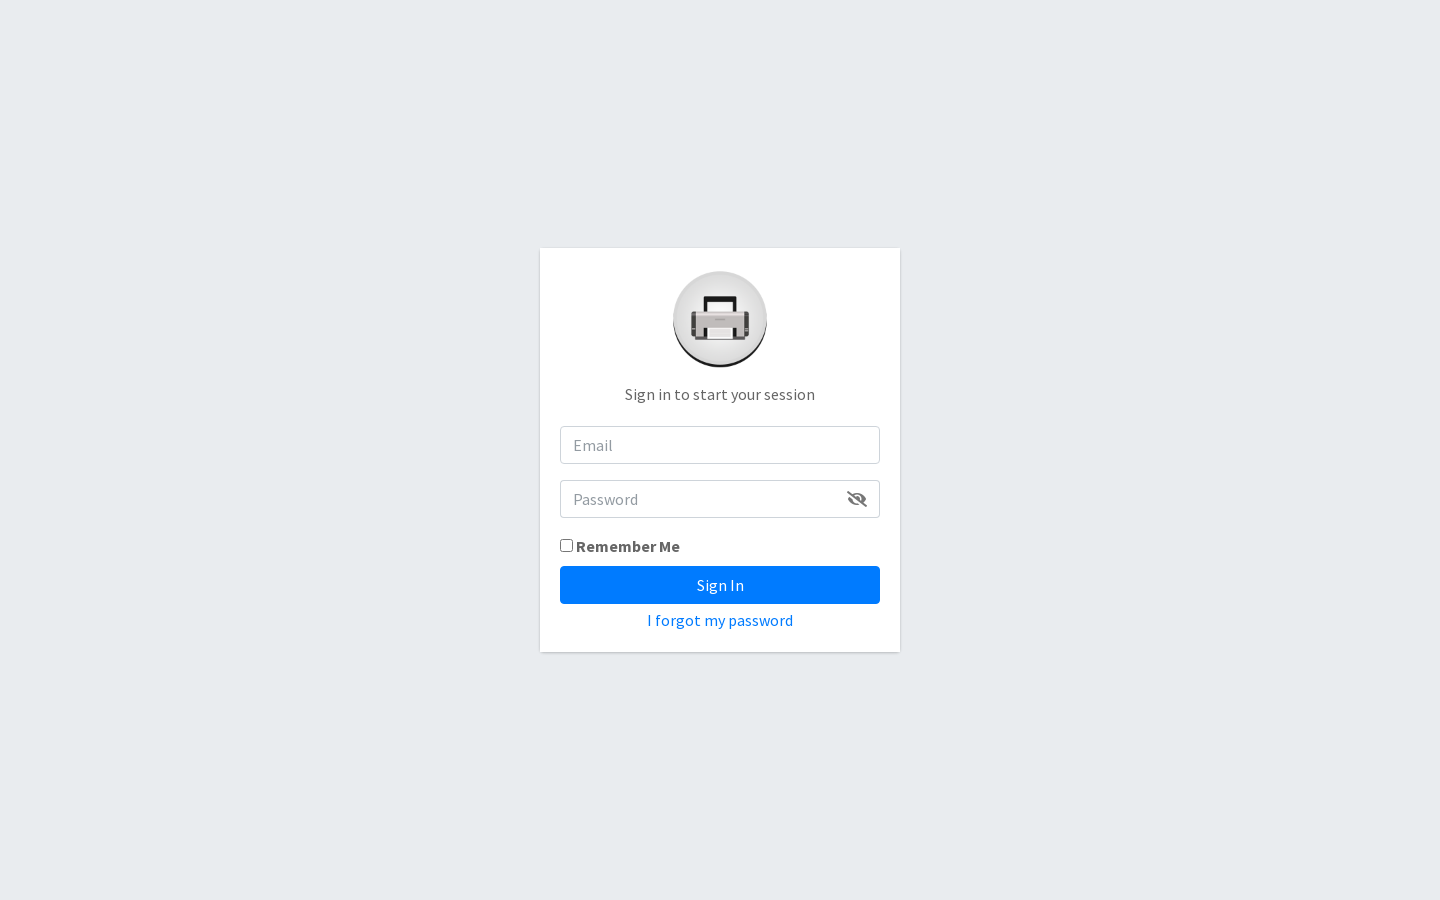 Sign in to start your session
Email
Password
Remember Me
Sign In
I forgot my password